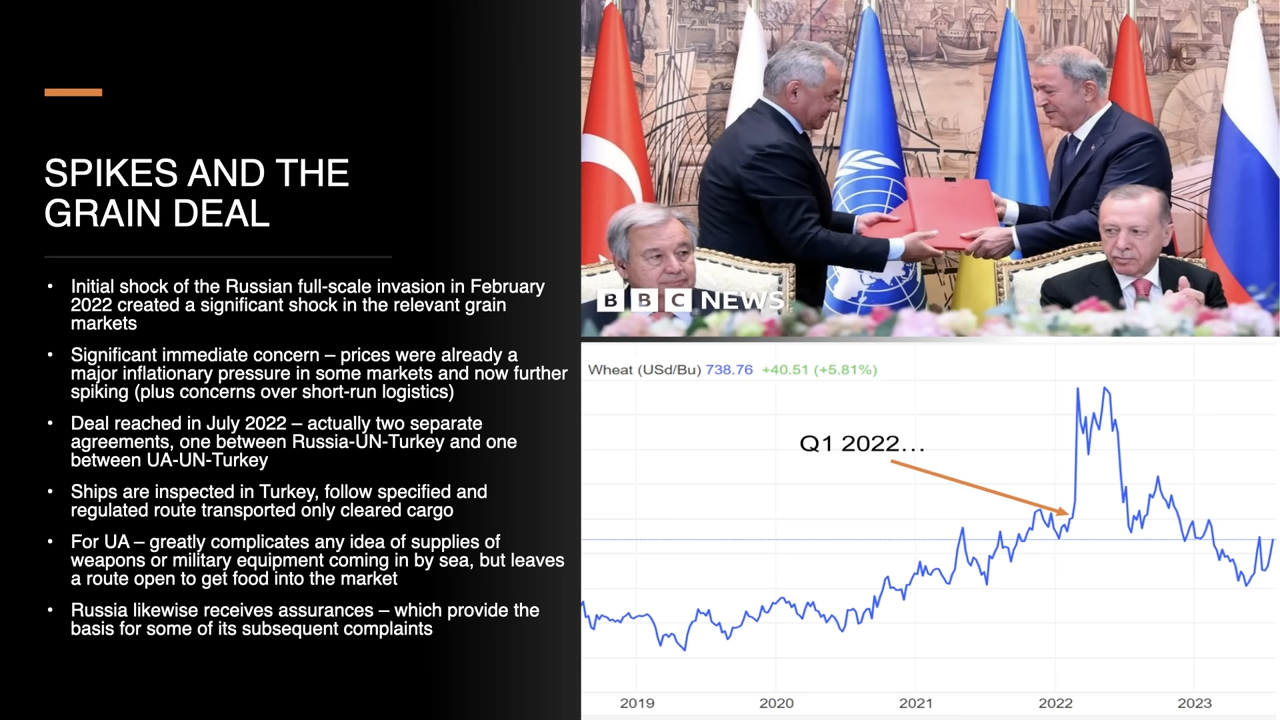 SPIKES AND THE
GRAIN DEAL
• Initial shock of the Russian full-scale invasion in February
2022 created a significant shock in the relevant grain
markets
• Significant immediate concern – prices were already a
major inflationary pressure in some markets and now further
spiking (plus concerns over short-run logistics)
• Deal reached in July 2022 – actually two separate
agreements, one between Russia-UN-Turkey and one
between UA-UN-Turkey
• Ships are inspected in Turkey, follow specified and
regulated route transported only cleared cargo
• For UA – greatly complicates any idea of supplies of
weapons or military equipment coming in by sea, but leaves
a route open to get food into the market
• Russia likewise receives assurances – which provide the
basis for some of its subsequent complaints
BBC NEWS
Wheat (USd/Bu) 738.76 +40.51 (+5.81%)
Q1 2022…
2019 2020 2021 2022 2023